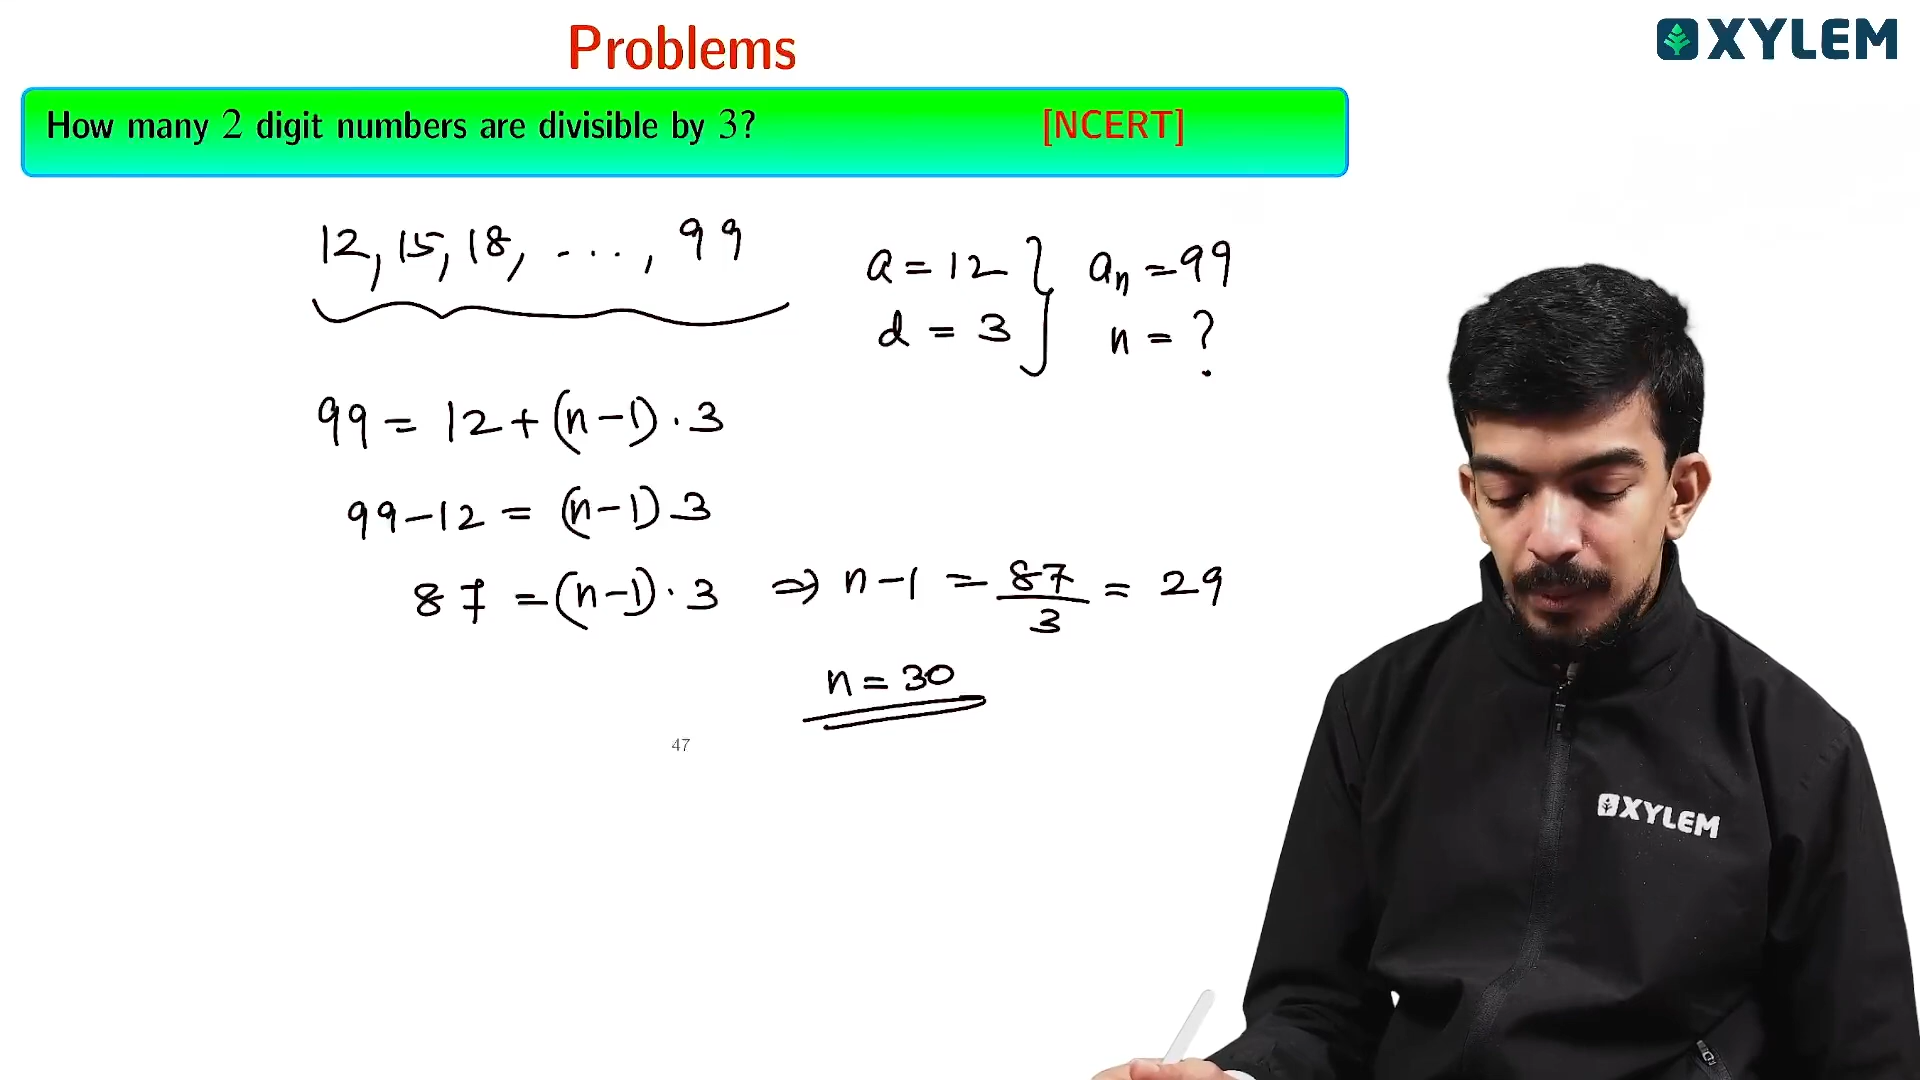 Problems
XYLEM
How many 2 digit numbers are divisible by 3? [NCERT]
12, 15, 18, ..., 99
a = 12 } aₙ = 99
d = 3 n = ?
99 = 12 + (n-1) . 3
99-12 = (n-1) 3
87 = (n-1) . 3 ⇒ n-1 = 87/3 = 29
n = 30
47
XYLEM